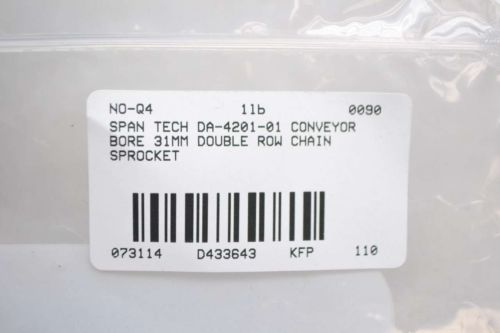 NO-Q4 1lb 0090
SPAN TECH DA-4201-01 CONVEYOR
BORE 31MM DOUBLE ROW CHAIN
SPROCKET
073114 D433643 KFP 110